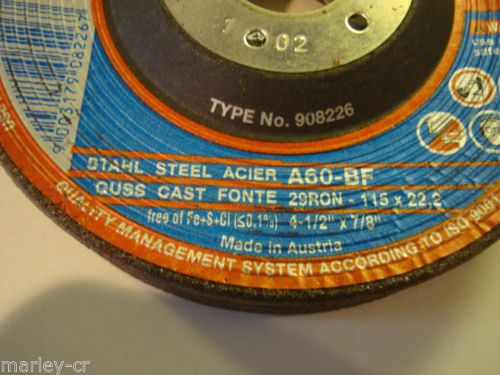 1 02
TYPE No. 908226
STAHL STEEL ACIER A60-BF
GUSS CAST FONTE 29RON - 115 x 22,2
free of Fe+S+Cl (≤0,1%) 4-1/2" x 7/8"
Made in Austria
QUALITY MANAGEMENT SYSTEM ACCORDING TO ISO 9001
marley-cr